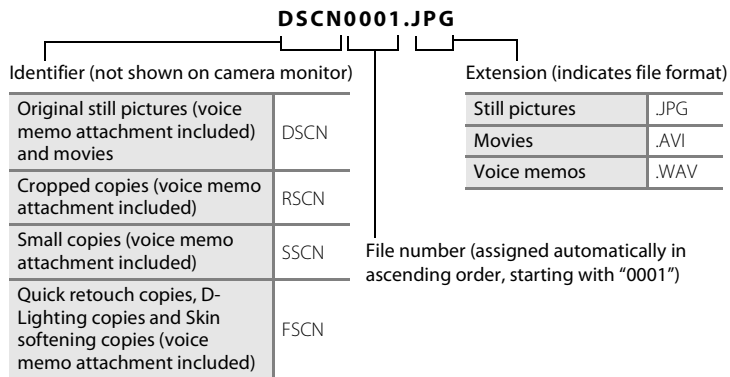 DSCN0001.JPG
Identifier (not shown on camera monitor)
Extension (indicates file format)
Original still pictures (voice
memo attachment included)
and movies
DSCN
Cropped copies (voice memo
attachment included)
RSCN
Small copies (voice memo
attachment included)
SSCN
Quick retouch copies, D-
Lighting copies and Skin
softening copies (voice
memo attachment included)
FSCN
Still pictures
.JPG
Movies
.AVI
Voice memos
.WAV
File number (assigned automatically in
ascending order, starting with “0001”)